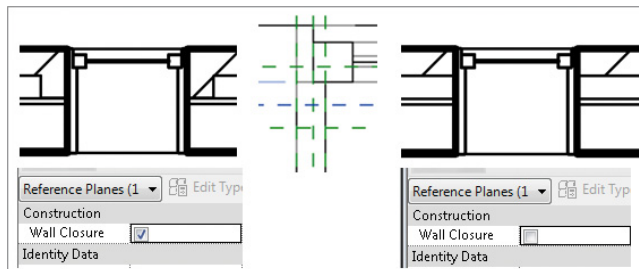 Reference Planes (1
Edit Type
Construction
Wall Closure
Identity Data
Reference Planes (1
Edit Typ
Construction
Wall Closure
Identity Data